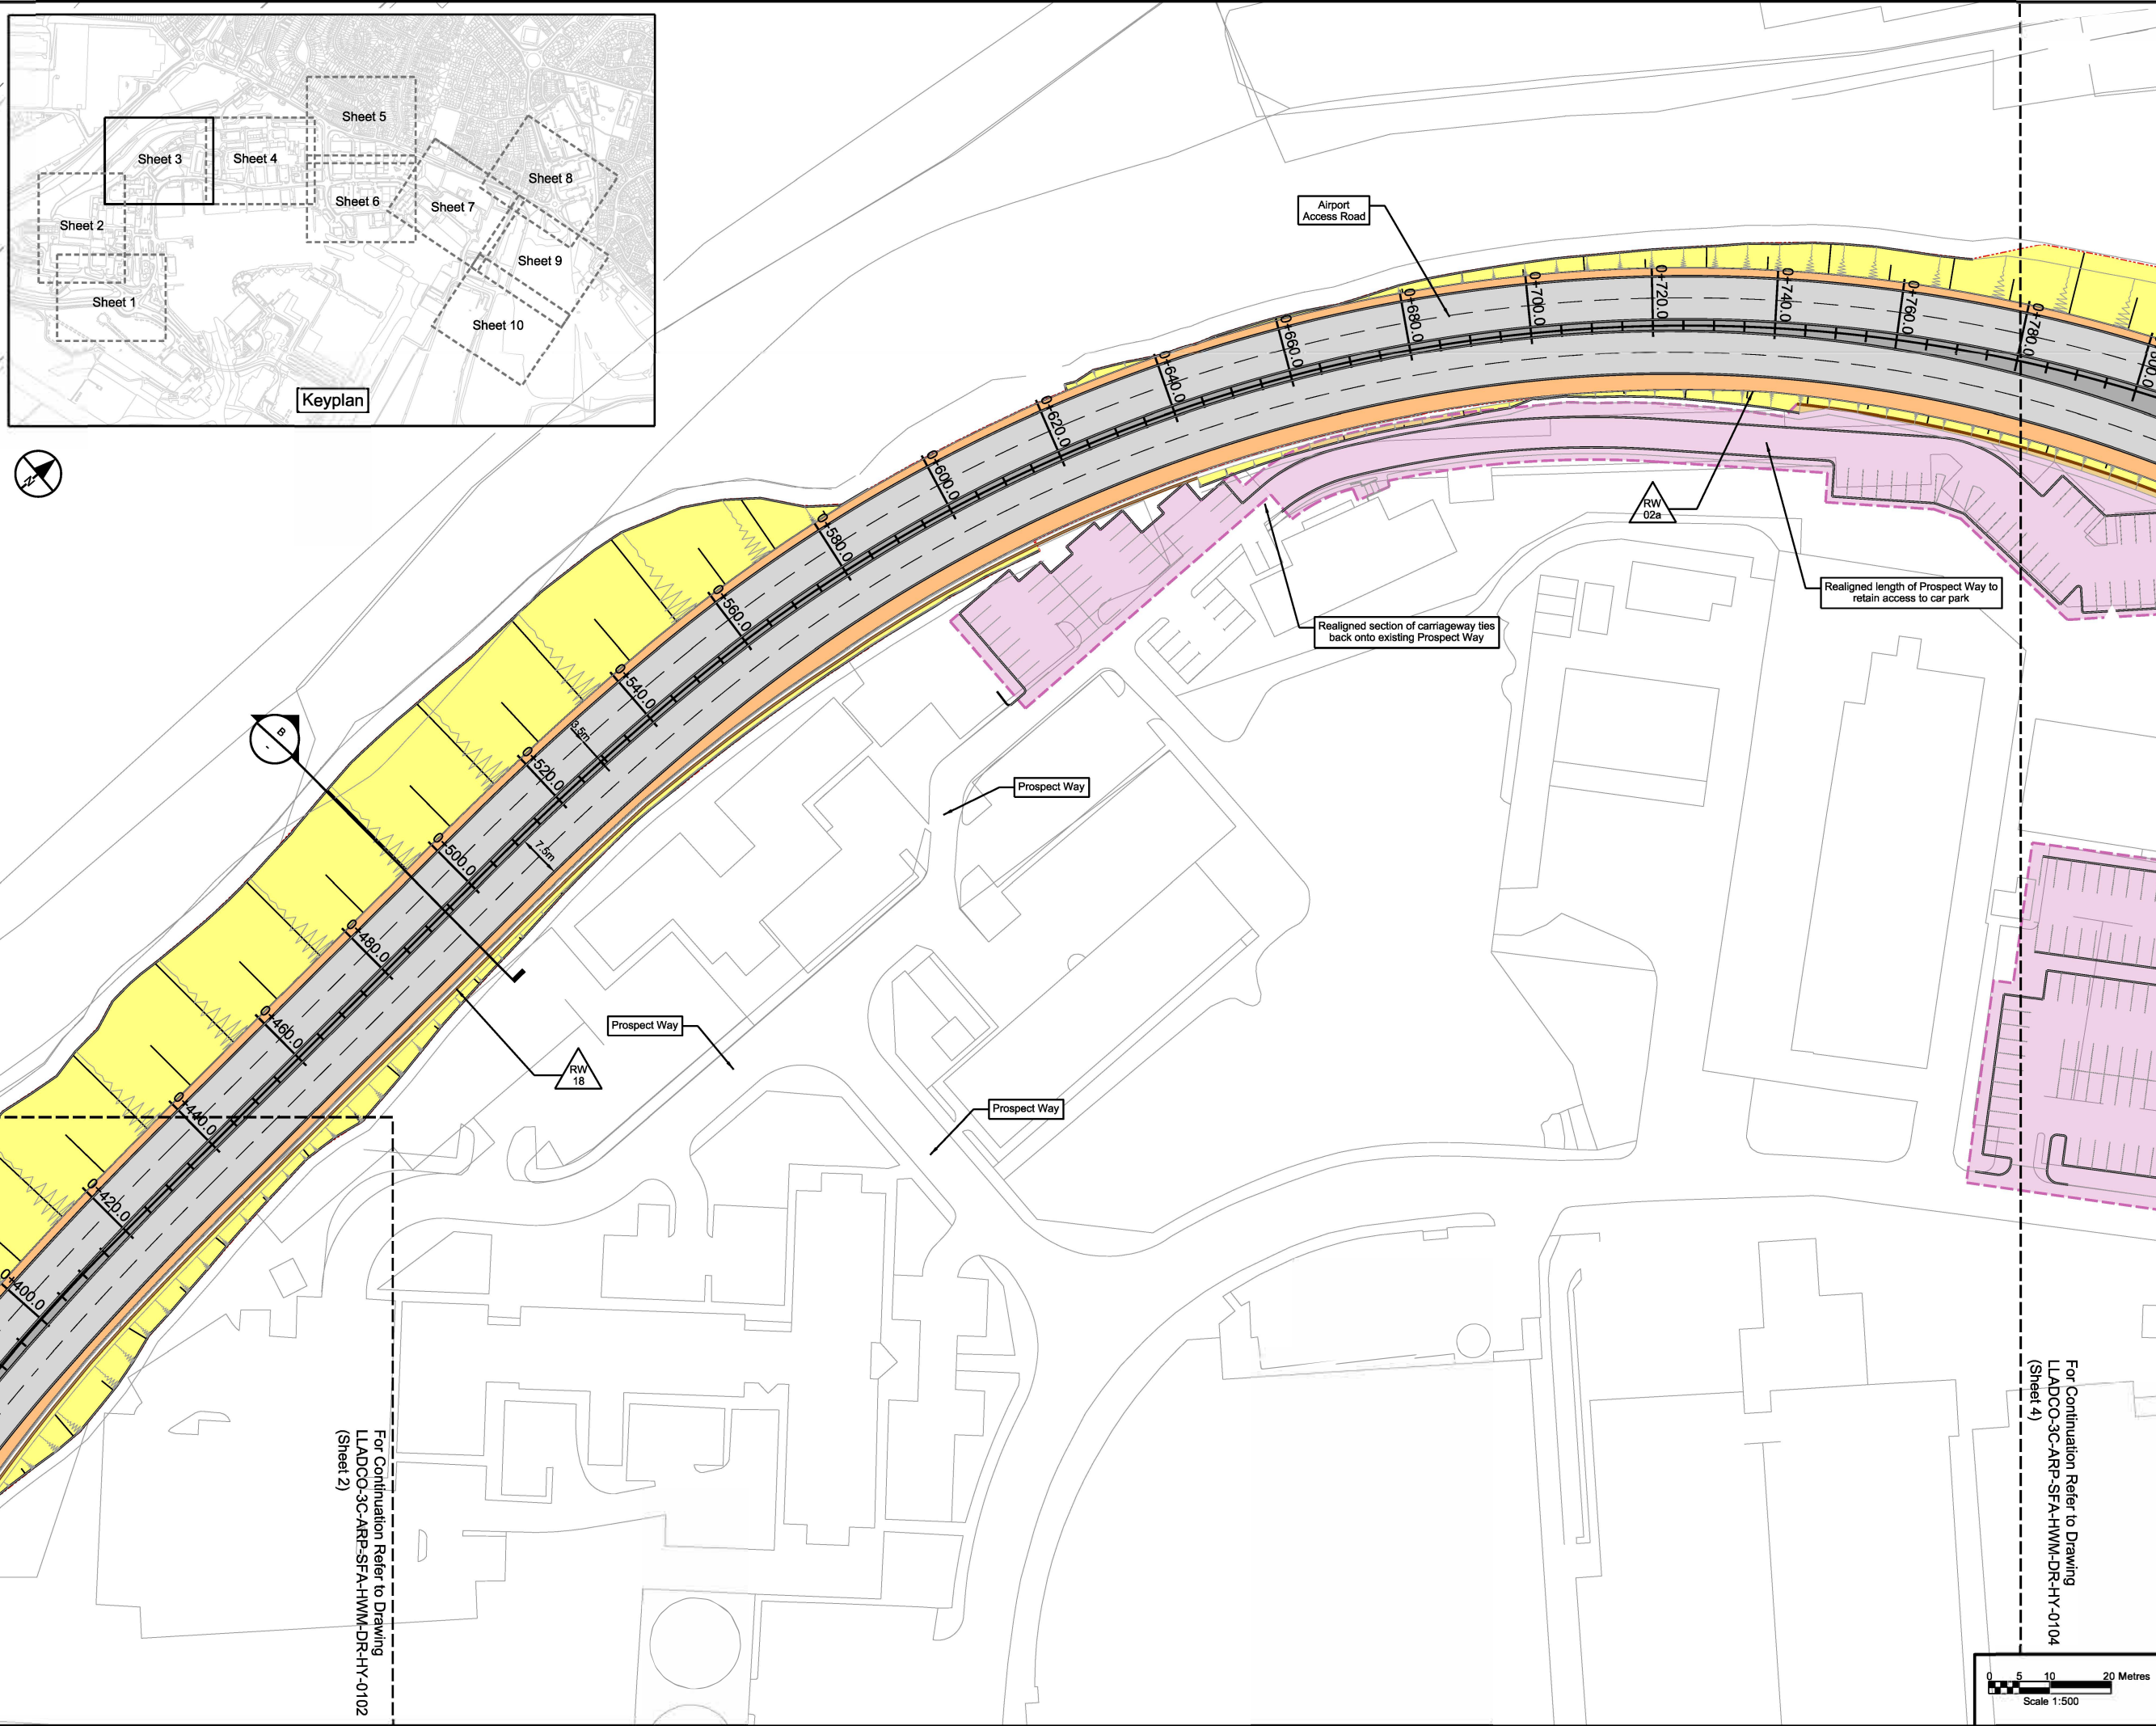 Sheet 5
Sheet 3
Sheet 4
Sheet 8
Sheet 6
Sheet 7
Sheet 2
Sheet 9
Sheet 1
Sheet 10
Keyplan
N
Airport
Access Road
0+400.0
0+420.0
0+440.0
0+460.0
0+480.0
0+500.0
0+520.0
0+540.0
0+560.0
0+580.0
0+600.0
0+620.0
0+640.0
0+660.0
0+680.0
0+700.0
0+720.0
0+740.0
0+760.0
0+780.0
3.5m
7.5m
B
-
RW
02a
Realigned length of Prospect Way to
retain access to car park
Realigned section of carriageway ties
back onto existing Prospect Way
Prospect Way
Prospect Way
RW
18
Prospect Way
For Continuation Refer to Drawing
LLADCO-3C-ARP-SFA-HWM-DR-HY-0102
(Sheet 2)
For Continuation Refer to Drawing
LLADCO-3C-ARP-SFA-HWM-DR-HY-0104
(Sheet 4)
0 5 10 20 Metres
Scale 1:500